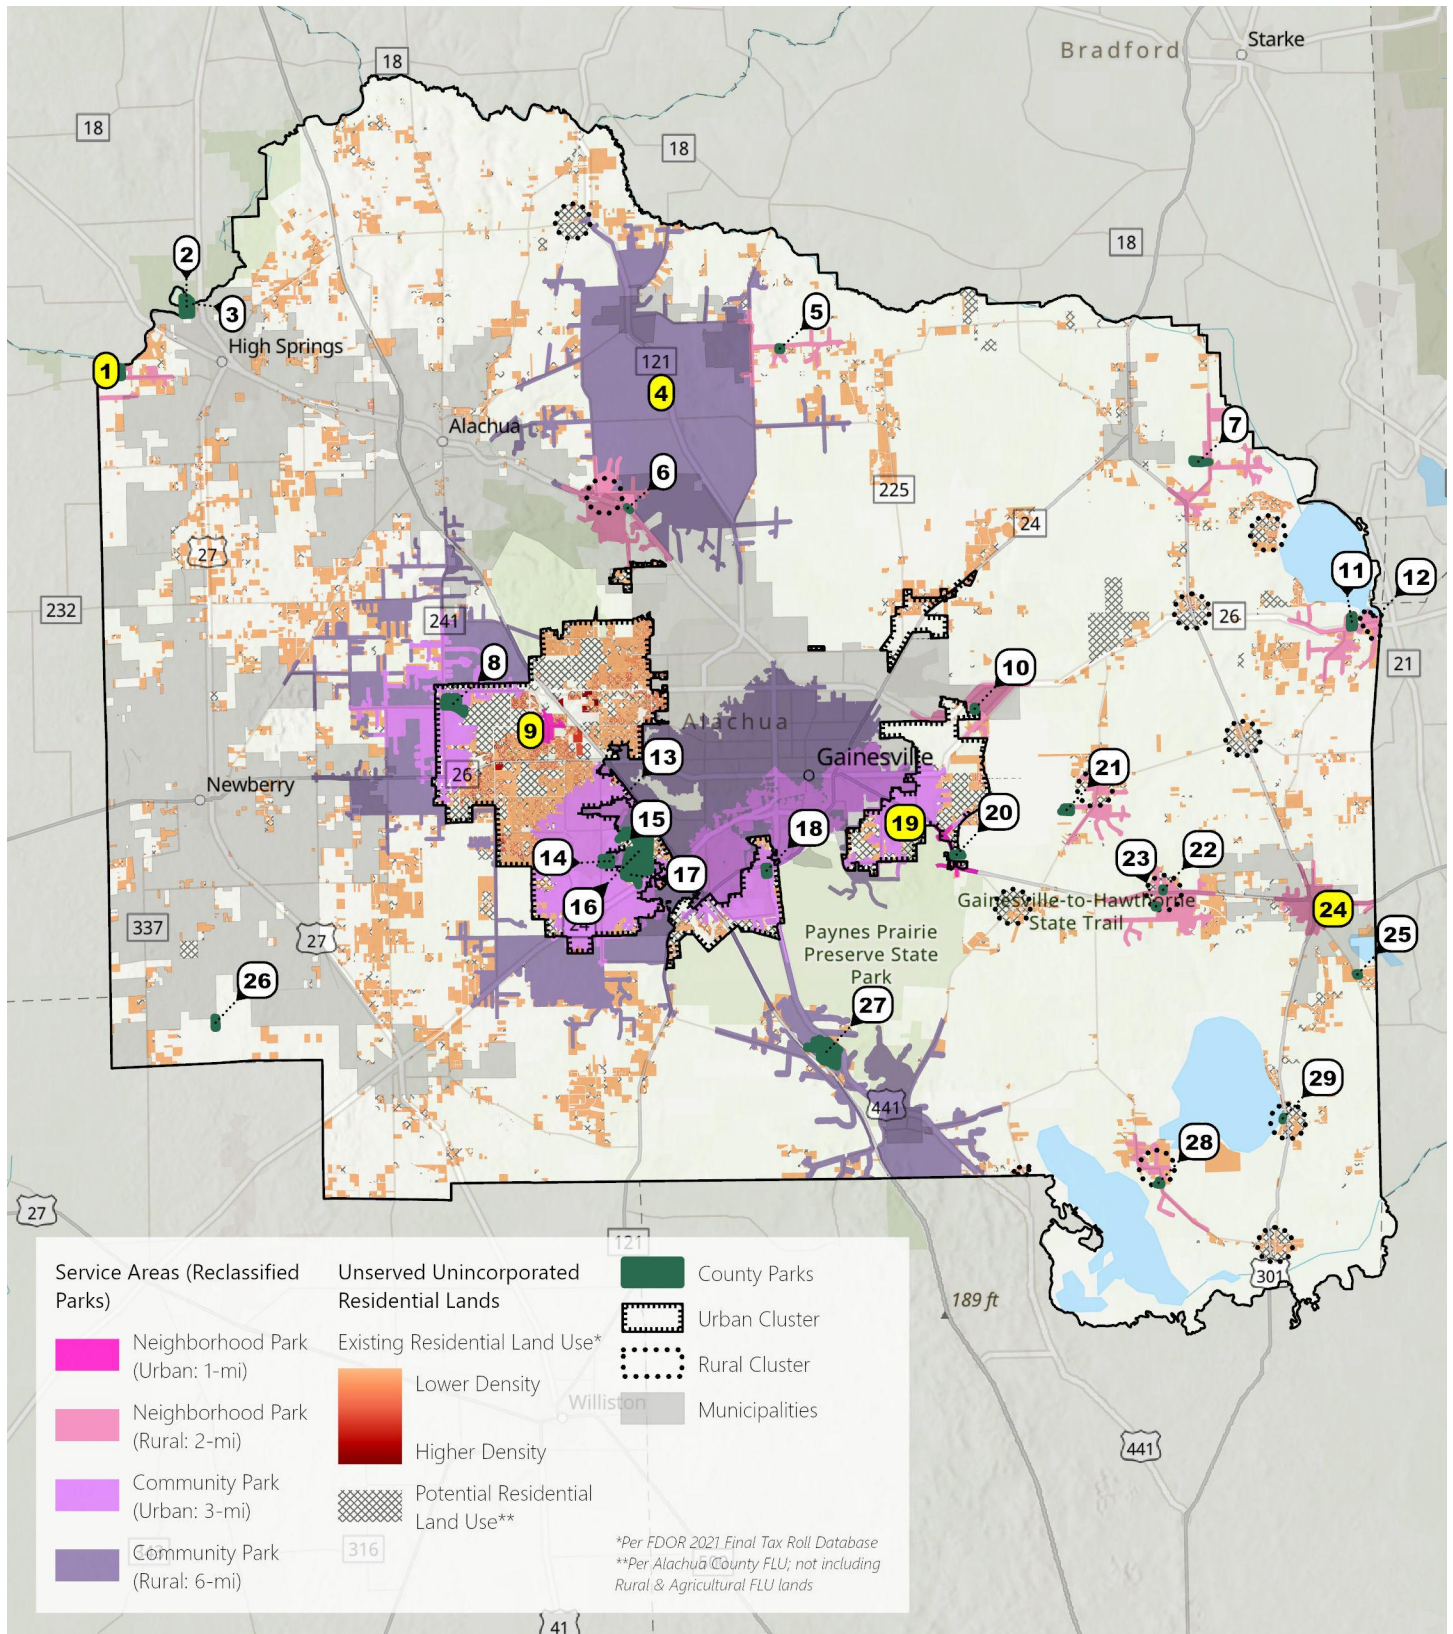 18
Bradford
Starke
18
18
2
18
3
5
High Springs
121
1
4
Alachua
7
6
225
24
27
11
12
232
241
26
8
10
21
9
Alachua
13
Gainesville
26
21
Newberry
15
19
20
18
14
23
22
17
16
Gainesville-to-Hawthorne
State Trail
24
24
337
27
Paynes Prairie
Preserve State
Park
25
26
27
29
441
28
27
121
301
189 ft
Service Areas (Reclassified
Parks)
Neighborhood Park
(Urban: 1-mi)
Neighborhood Park
(Rural: 2-mi)
Community Park
(Urban: 3-mi)
Community Park
(Rural: 6-mi)
Unserved Unincorporated
Residential Lands
Existing Residential Land Use*
Lower Density
Higher Density
Potential Residential
Land Use**
County Parks
Urban Cluster
Rural Cluster
Municipalities
Williston
*Per FDOR 2021 Final Tax Roll Database
**Per Alachua County FLU; not including
Rural & Agricultural FLU lands
316
441
41